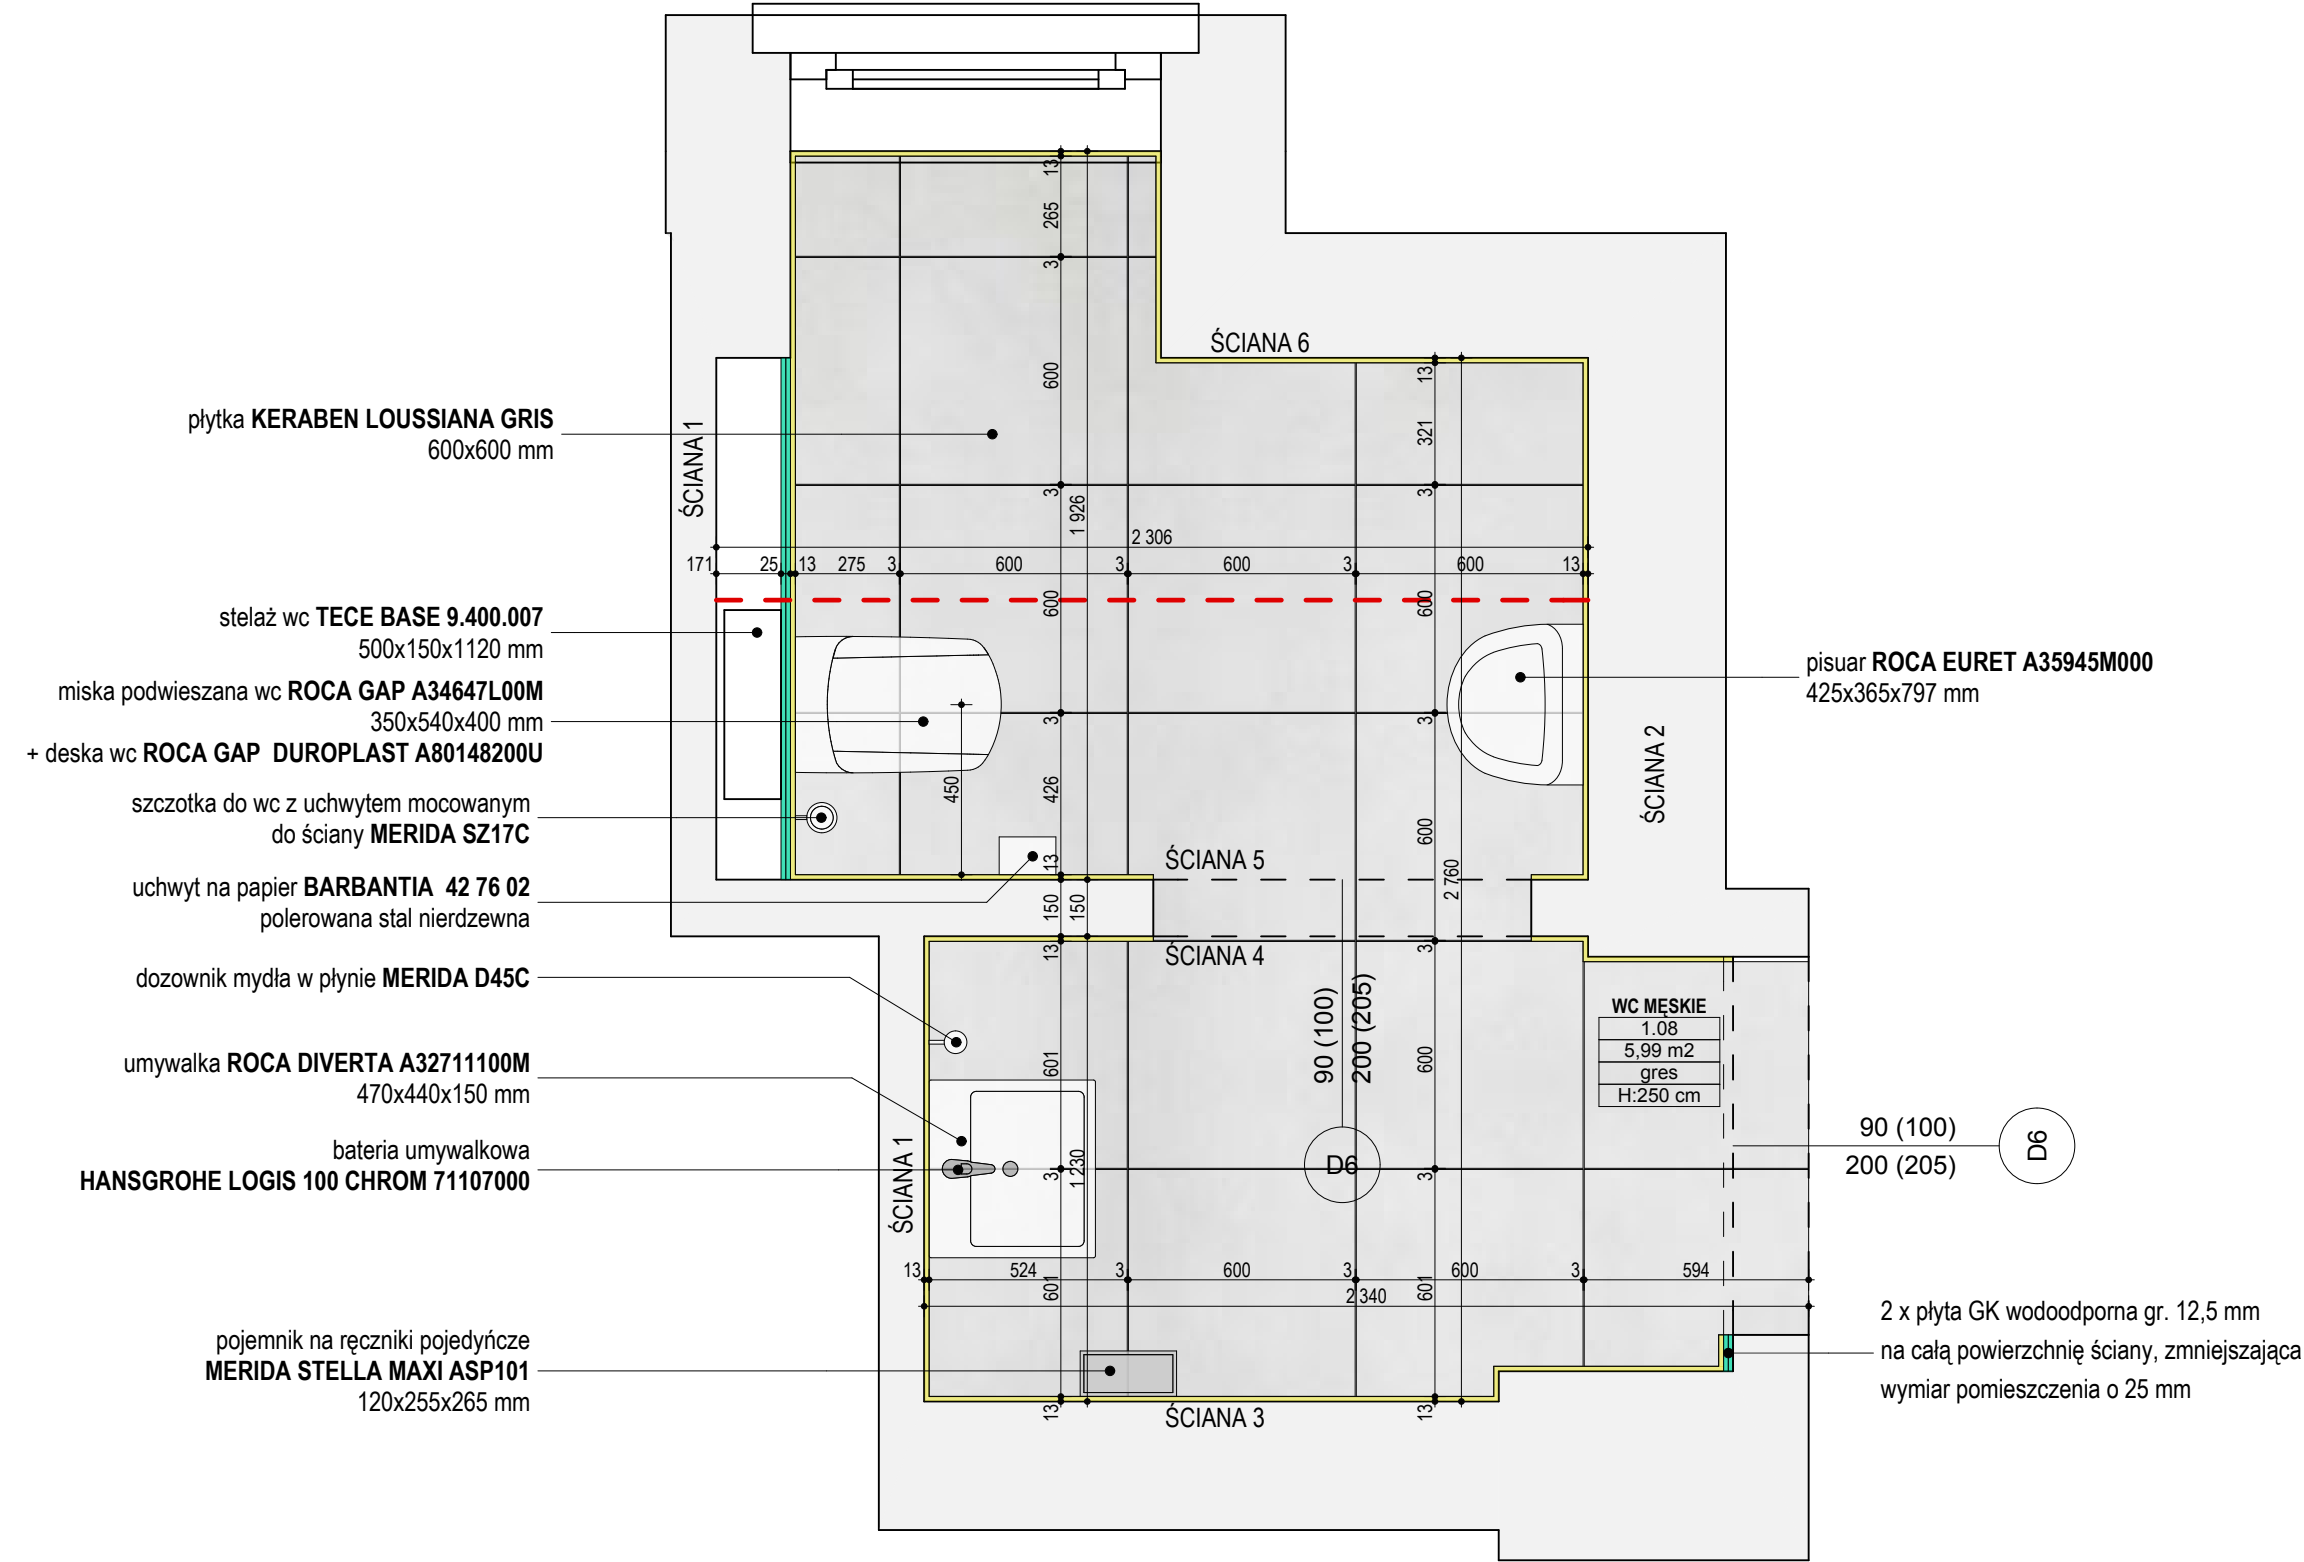 13
265
3
ŚCIANA 6
13
600
321
płytka KERABEN LOUSSIANA GRIS
600x600 mm
ŚCIANA 1
3
3
1 926
2 306
171
25
13
275
3
600
3
600
3
600
13
600
600
stelaż wc TECE BASE 9.400.007
500x150x1120 mm
miska podwieszana wc ROCA GAP A34647L00M
350x540x400 mm
+ deska wc ROCA GAP DUROPLAST A80148200U
pisuar ROCA EURET A35945M000
425x365x797 mm
3
3
ŚCIANA 2
450
426
szczotka do wc z uchwytem mocowanym
do ściany MERIDA SZ17C
600
13
ŚCIANA 5
2 760
uchwyt na papier BARBANTIA 42 76 02
polerowana stal nierdzewna
150
150
13
3
ŚCIANA 4
dozownik mydła w płynie MERIDA D45C
90 (100)
200 (205)
WC MĘSKIE
1.08
5,99 m2
gres
H:250 cm
601
600
umywalka ROCA DIVERTA A32711100M
470x440x150 mm
bateria umywalkowa
HANSGROHE LOGIS 100 CHROM 71107000
ŚCIANA 1
3
1 230
D6
3
90 (100)
200 (205)
D6
13
524
3
600
3
600
3
594
601
601
2 340
2 x płyta GK wodoodporna gr. 12,5 mm
na całą powierzchnię ściany, zmniejszająca
wymiar pomieszczenia o 25 mm
pojemnik na ręczniki pojedyńcze
MERIDA STELLA MAXI ASP101
120x255x265 mm
13
ŚCIANA 3
13